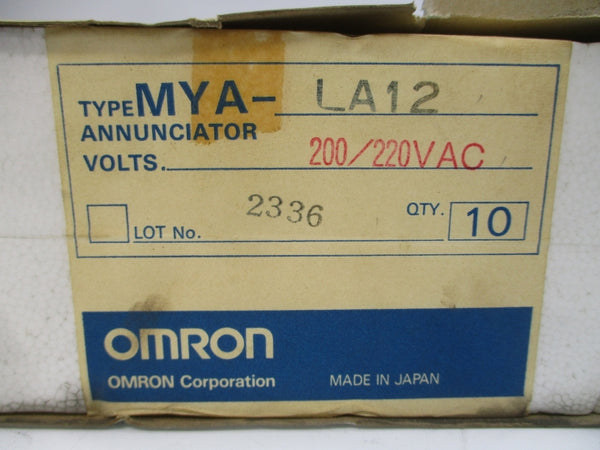 TYPE MYA- LA12
ANNUNCIATOR
VOLTS. 200/220VAC
LOT No. 2336 QTY. 10
OMRON
OMRON Corporation MADE IN JAPAN